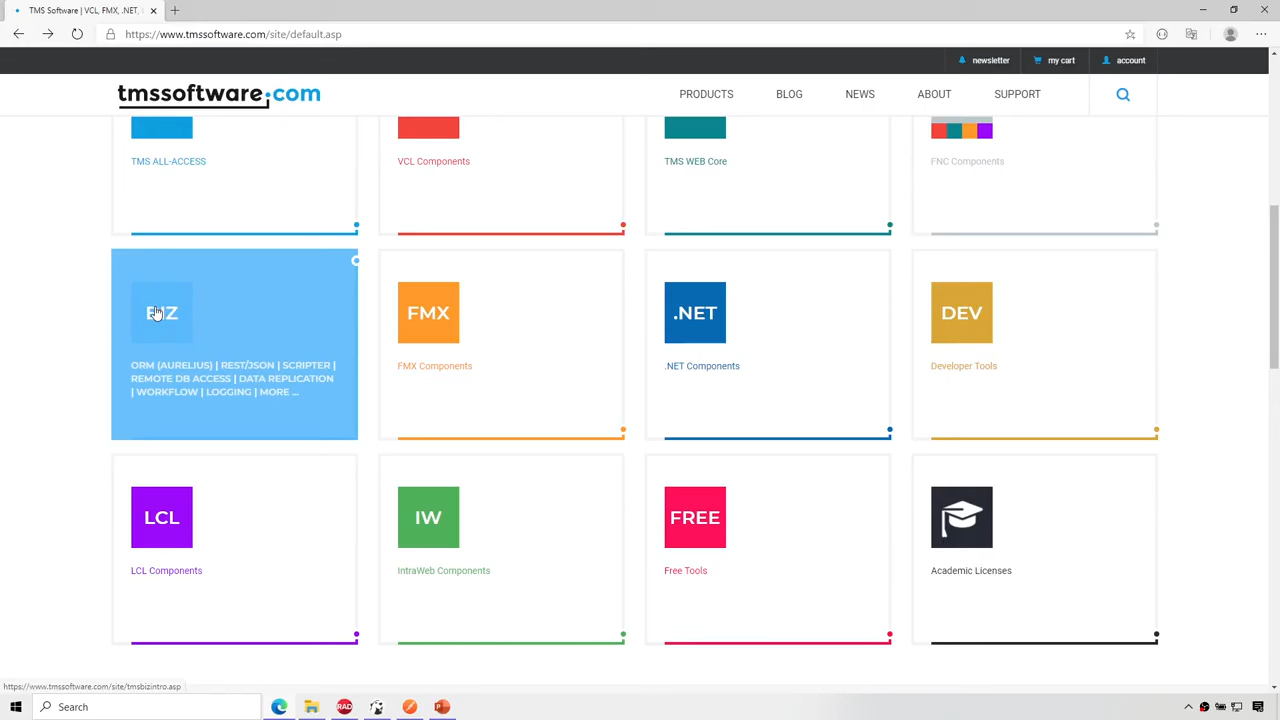 TMS Software | VCL, FMX, .NET,
https://www.tmssoftware.com/site/default.asp
newsletter
my cart
account
tmssoftware.com
PRODUCTS
BLOG
NEWS
ABOUT
SUPPORT
TMS ALL-ACCESS
VCL Components
TMS WEB Core
FNC Components
BIZ
ORM (AURELIUS) | REST/JSON | SCRIPTER |
REMOTE DB ACCESS | DATA REPLICATION
| WORKFLOW | LOGGING | MORE ...
FMX
FMX Components
.NET
.NET Components
DEV
Developer Tools
LCL
LCL Components
IW
IntraWeb Components
FREE
Free Tools
Academic Licenses
https://www.tmssoftware.com/site/tmsbizintro.asp
Search
RAD